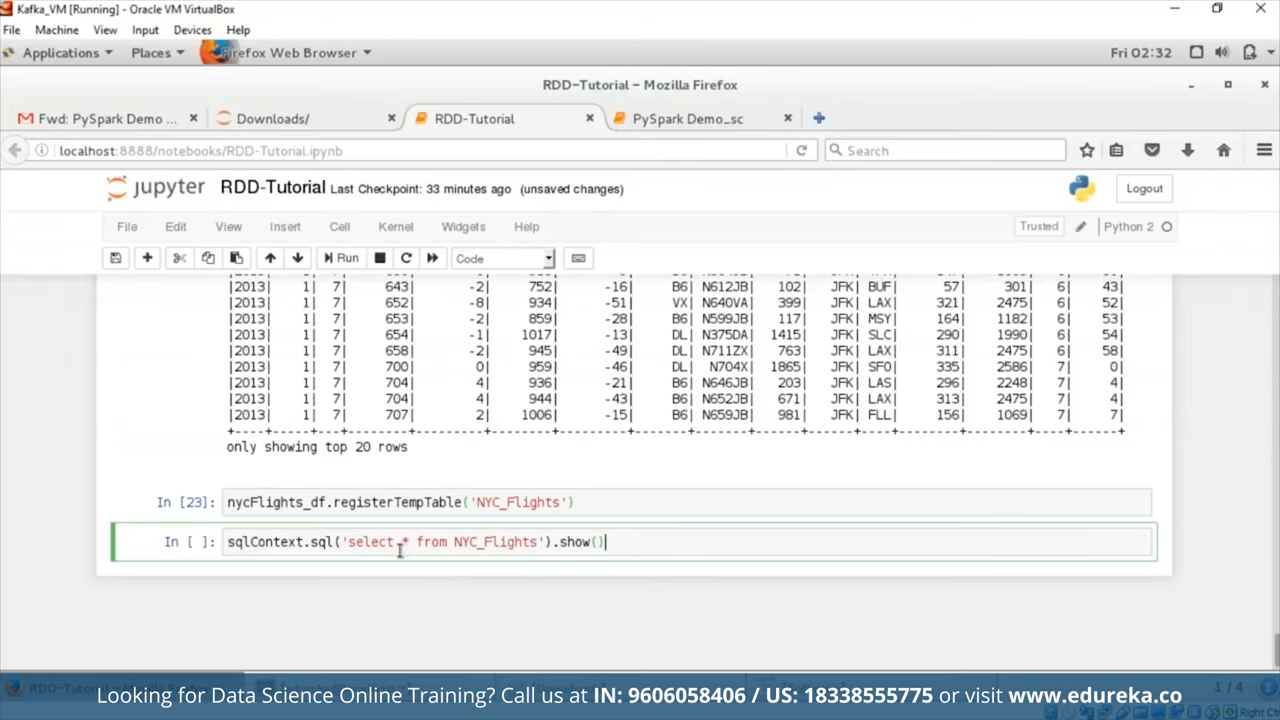 Kafka_VM [Running] - Oracle VM VirtualBox
File Machine View Input Devices Help
Applications Places Firefox Web Browser Fri 02:32
RDD-Tutorial - Mozilla Firefox
Fwd: PySpark Demo ... Downloads/ RDD-Tutorial PySpark Demo_sc
localhost:8888/notebooks/RDD-Tutorial.ipynb Search
jupyter RDD-Tutorial Last Checkpoint: 33 minutes ago (unsaved changes) Logout
File Edit View Insert Cell Kernel Widgets Help Trusted Python 2
Run Code
|2013| 1| 7| 643| -2| 752| -16| B6| N612JB| 102| JFK| BUF| 57| 301| 6| 43|
|2013| 1| 7| 652| -8| 934| -51| VX| N640VA| 399| JFK| LAX| 321| 2475| 6| 52|
|2013| 1| 7| 653| -2| 859| -28| B6| N599JB| 117| JFK| MSY| 164| 1182| 6| 53|
|2013| 1| 7| 654| -1| 1017| -13| DL| N375DA| 1415| JFK| SLC| 290| 1990| 6| 54|
|2013| 1| 7| 658| -2| 945| -49| DL| N711ZX| 763| JFK| LAX| 311| 2475| 6| 58|
|2013| 1| 7| 700| 0| 959| -46| DL| N704X| 1865| JFK| SFO| 335| 2586| 7| 0|
|2013| 1| 7| 704| 4| 936| -21| B6| N646JB| 203| JFK| LAS| 296| 2248| 7| 4|
|2013| 1| 7| 704| 4| 944| -43| B6| N652JB| 671| JFK| LAX| 313| 2475| 7| 4|
|2013| 1| 7| 707| 2| 1006| -15| B6| N659JB| 981| JFK| FLL| 156| 1069| 7| 7|
only showing top 20 rows
In [23]: nycFlights_df.registerTempTable('NYC_Flights')
In [ ]: sqlContext.sql('select * from NYC_Flights').show()
1 / 4
Looking for Data Science Online Training? Call us at IN: 9606058406 / US: 18338555775 or visit www.edureka.co